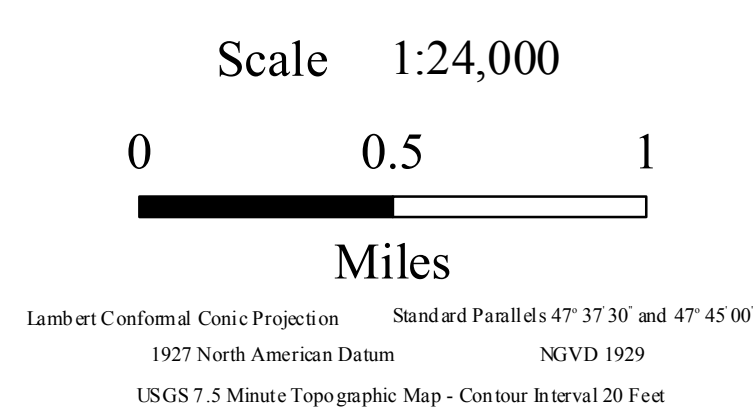 Scale 1:24,000
0 0.5 1
Miles
Lambert Conformal Conic Projection Standard Parallels 47° 37' 30" and 47° 45' 00"
1927 North American Datum NGVD 1929
USGS 7.5 Minute Topographic Map - Contour Interval 20 Feet